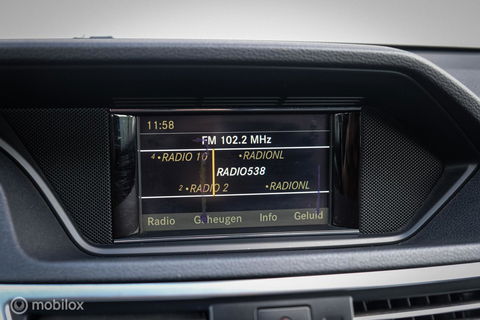 11:58
FM 102.2 MHz
4 •RADIO 10 •RADIONL
RADIO538
2 •RADIO 2 •RADIONL
Radio Geheugen Info Geluid
mobilox